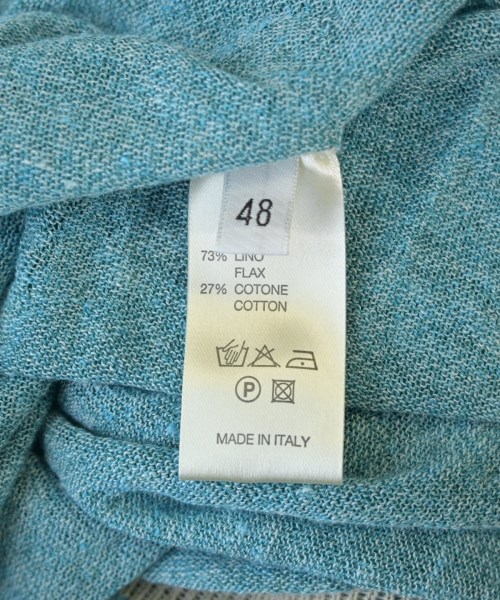 48
73% LINO
FLAX
27% COTONE
COTTON
P
MADE IN ITALY